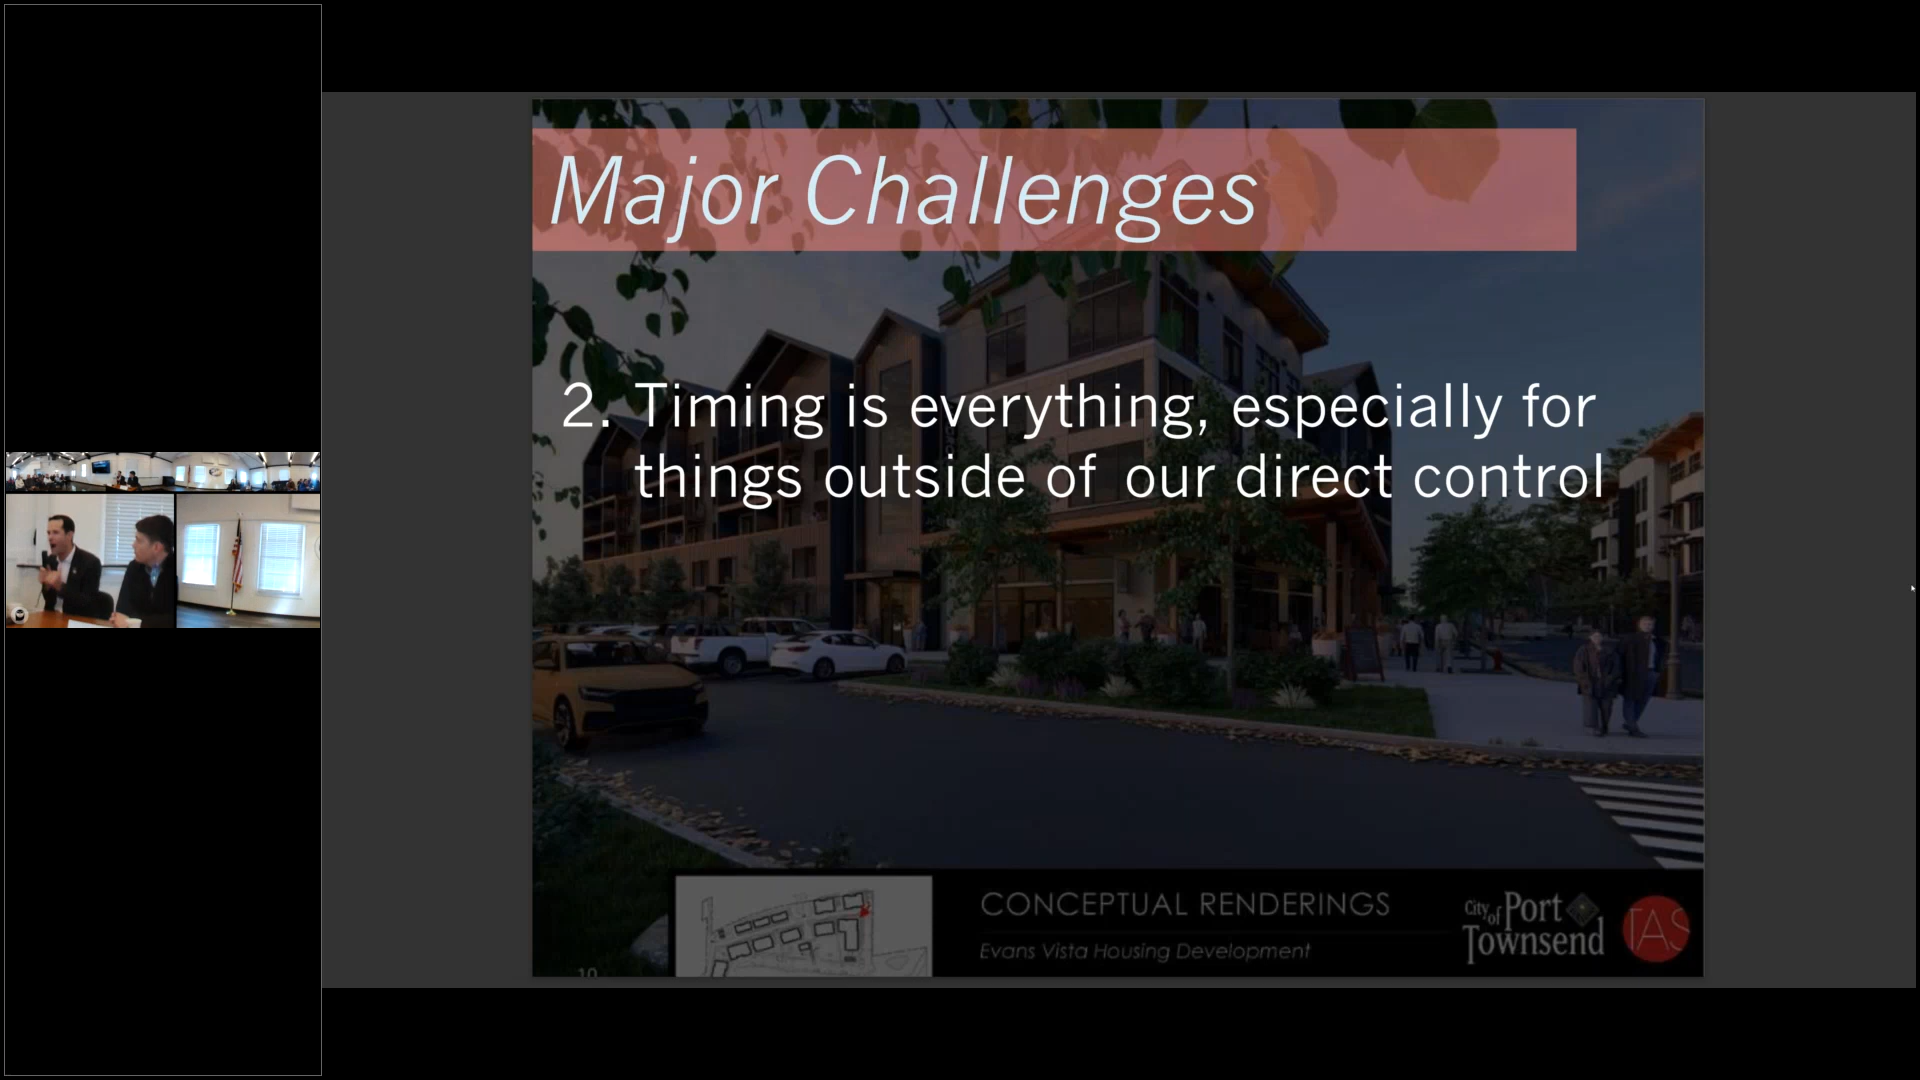 Major Challenges
2. Timing is everything, especially for
things outside of our direct control
CONCEPTUAL RENDERINGS
Evans Vista Housing Development
City of Port
Townsend
TAS
10